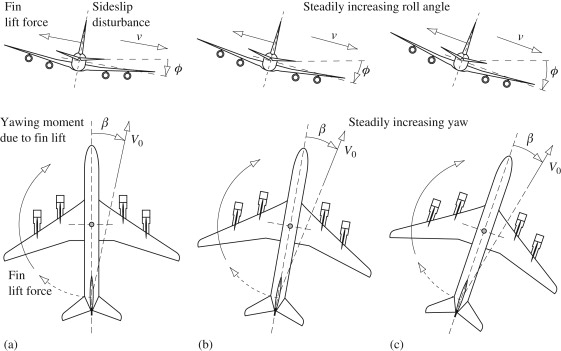 Fin
lift force
Sideslip
disturbance
Steadily increasing roll angle
v
v
v
ϕ
ϕ
ϕ
Yawing moment
due to fin lift
Steadily increasing yaw
β
V0
β
V0
β
V0
Fin
lift force
(a)
(b)
(c)